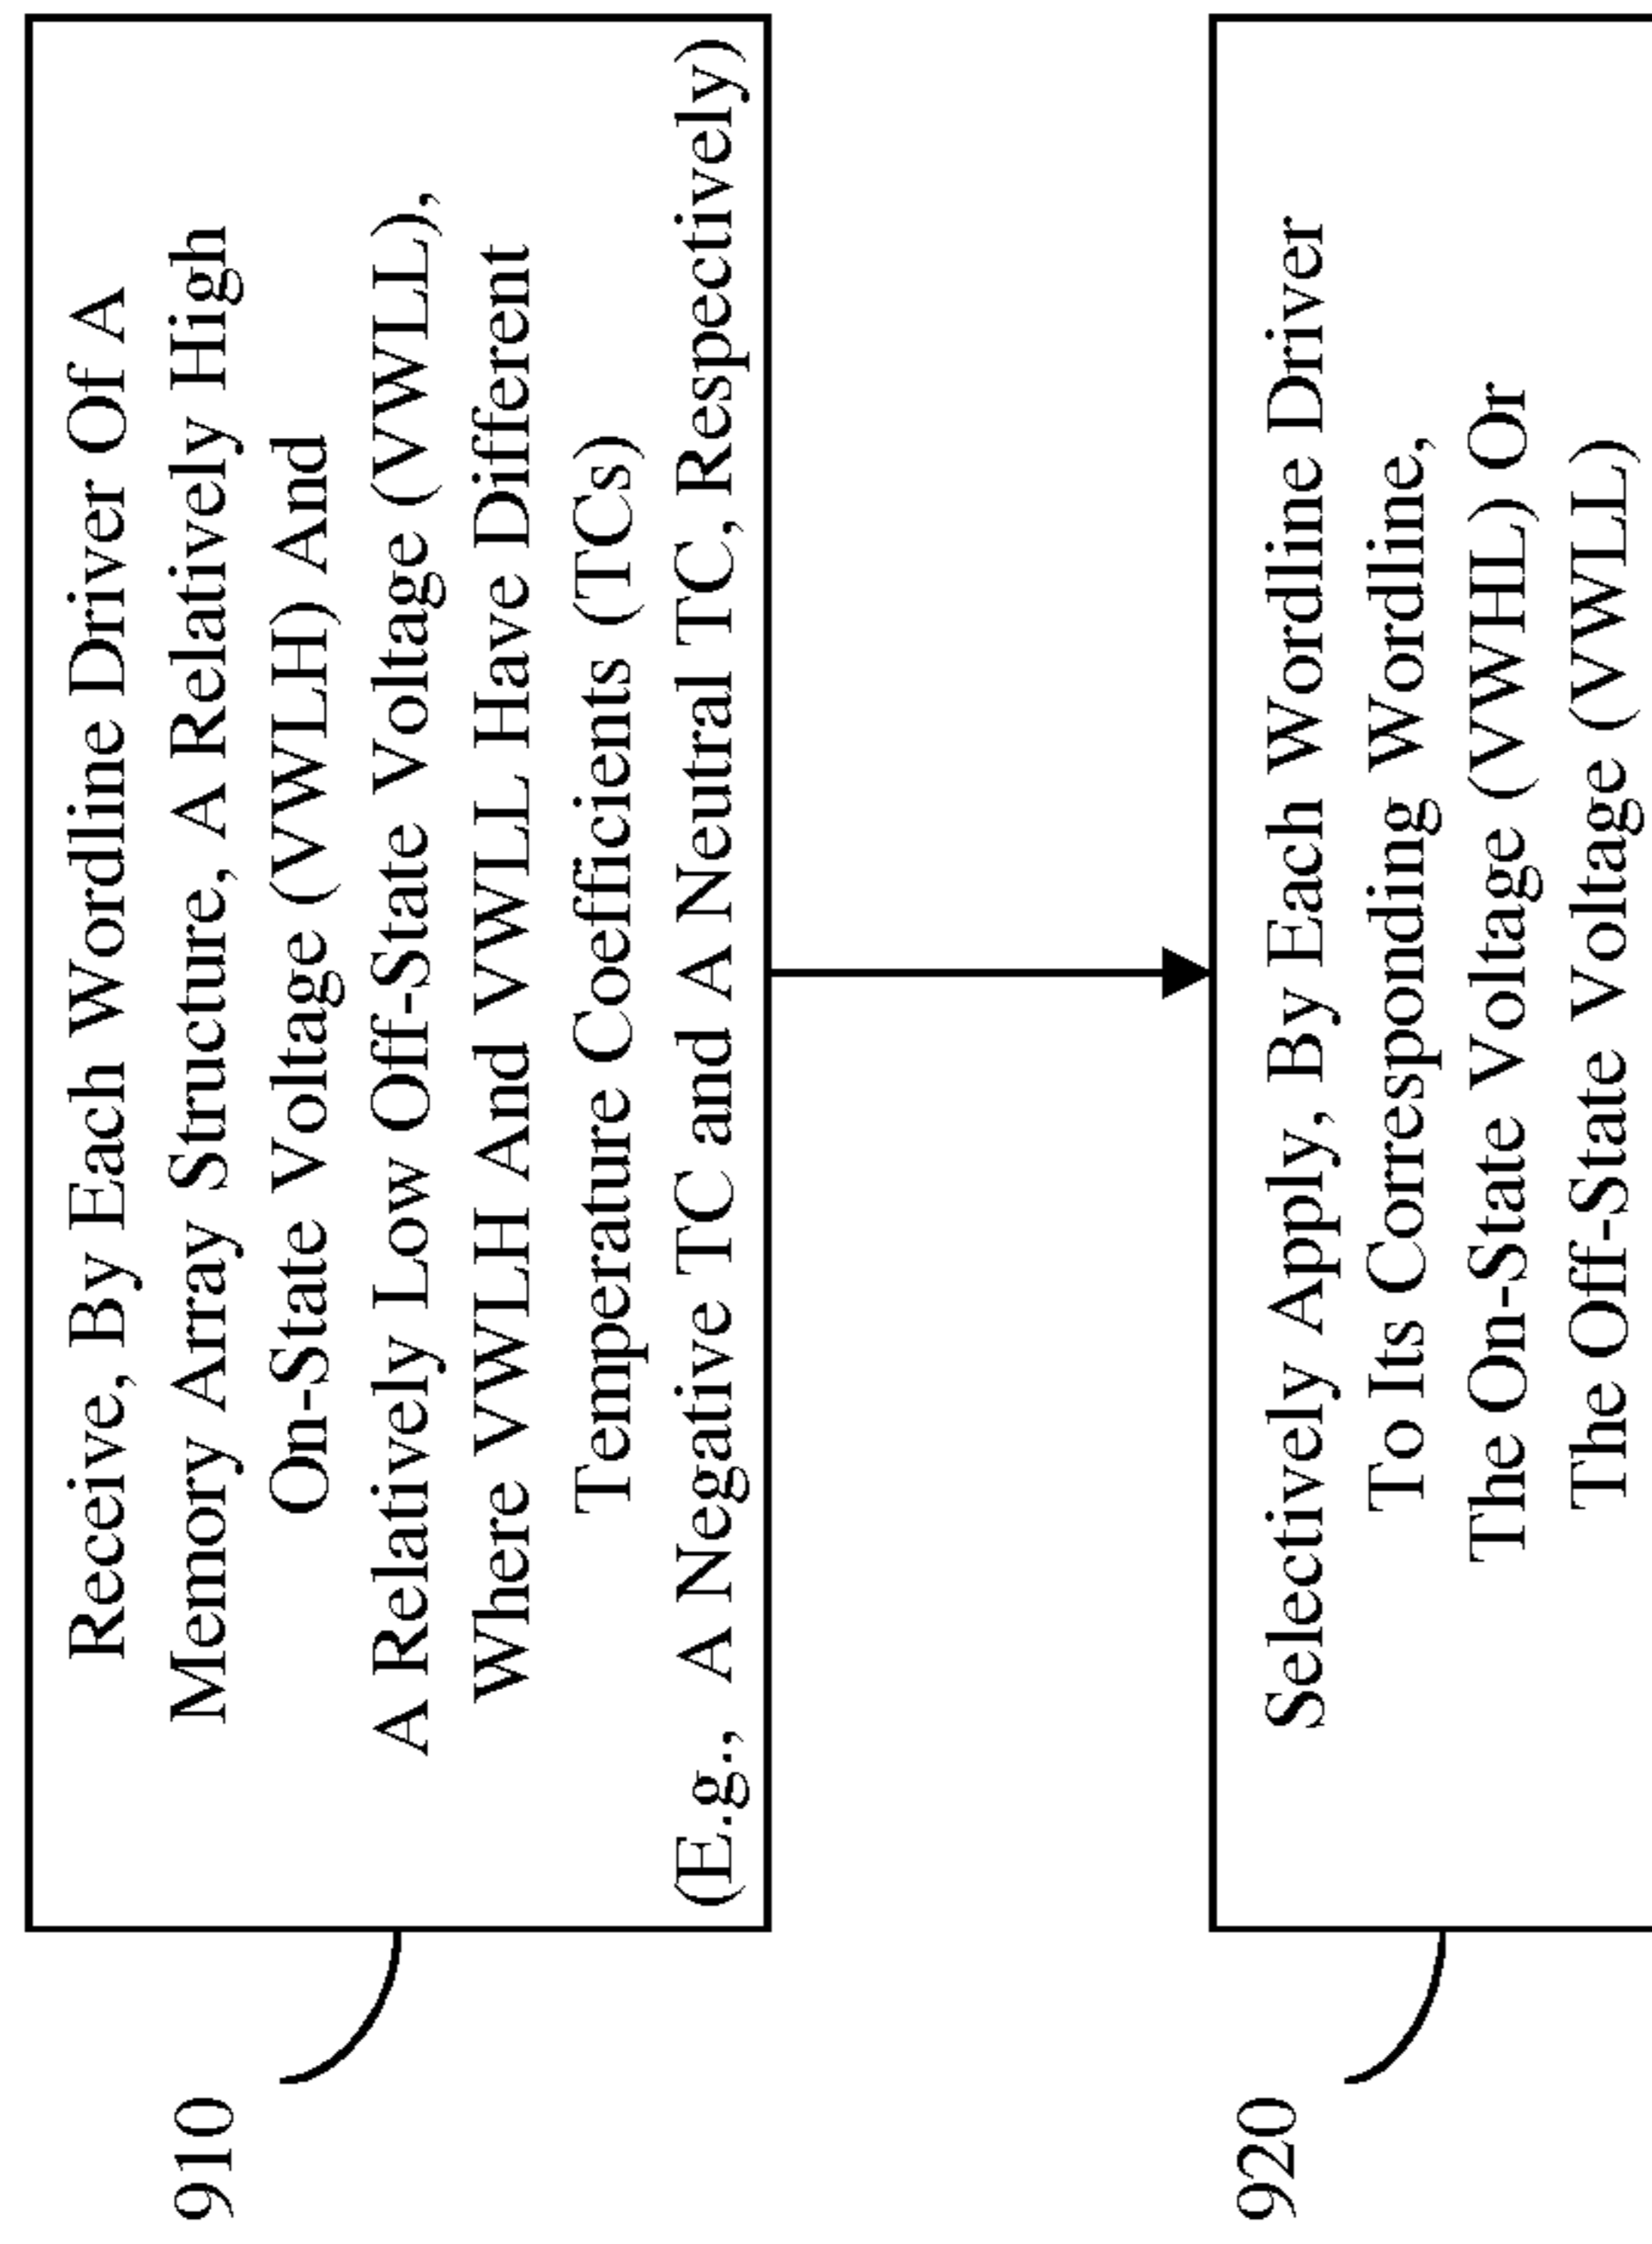 Receive, By Each Wordline Driver Of A
Memory Array Structure, A Relatively High
On-State Voltage (VWLH) And
A Relatively Low Off-State Voltage (VWLL),
Where VWLH And VWLL Have Different
Temperature Coefficients (TCs)
(E.g., A Negative TC and A Neutral TC, Respectively)
910
Selectively Apply, By Each Wordline Driver
To Its Corresponding Wordline,
The On-State Voltage (VWHL) Or
The Off-State Voltage (VWLL)
920